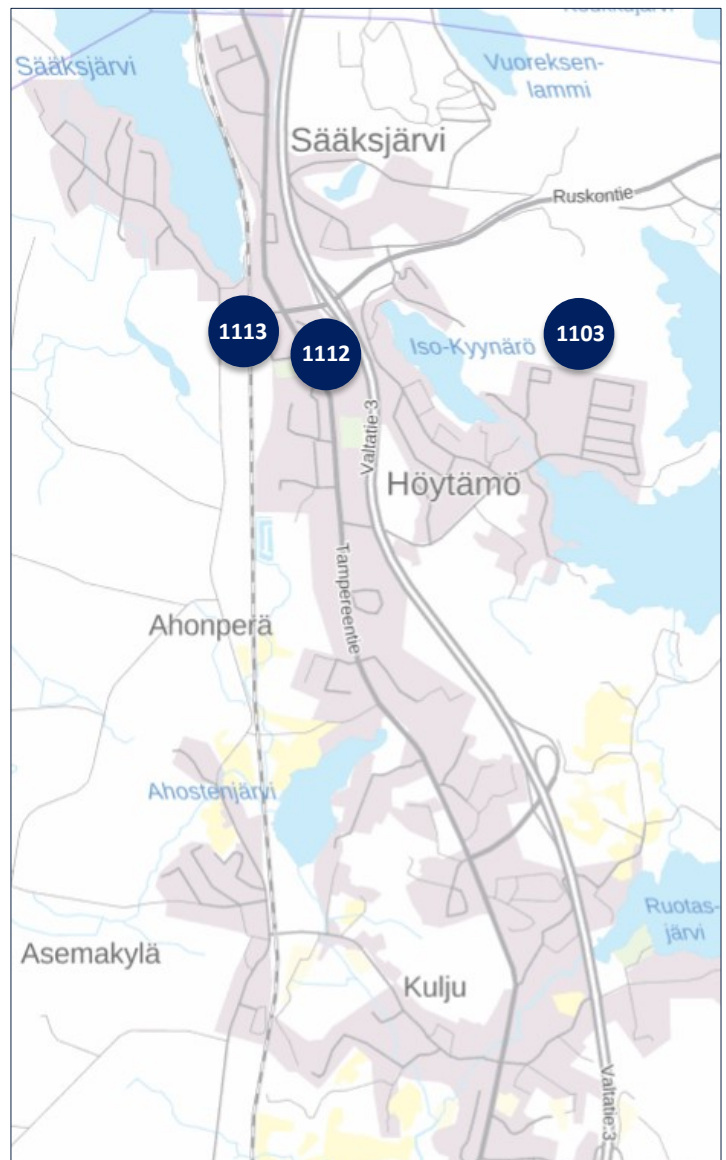 Sääksjärvi
Vuoreksen-
lammi
Sääksjärvi
Ruskontie
1113
1112
1103
Iso-Kyynärö
Valtatie 3
Höytämö
Tampereentie
Ahonperä
Ahostenjärvi
Ruotas-
järvi
Asemakylä
Kulju
Valtatie 3